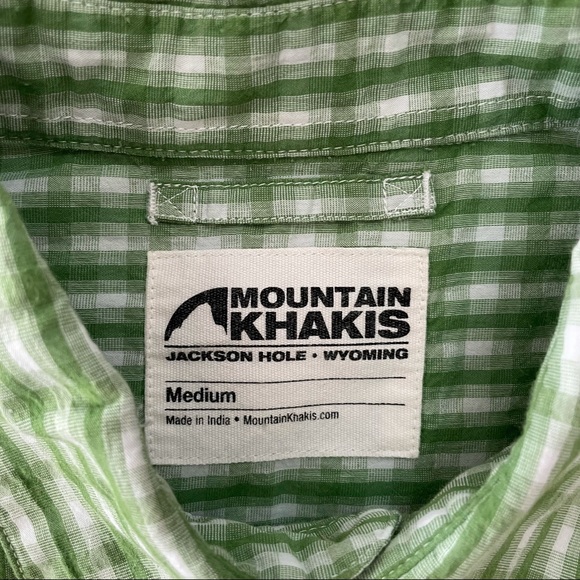 MOUNTAIN
KHAKIS
JACKSON HOLE • WYOMING
Medium
Made in India • MountainKhakis.com